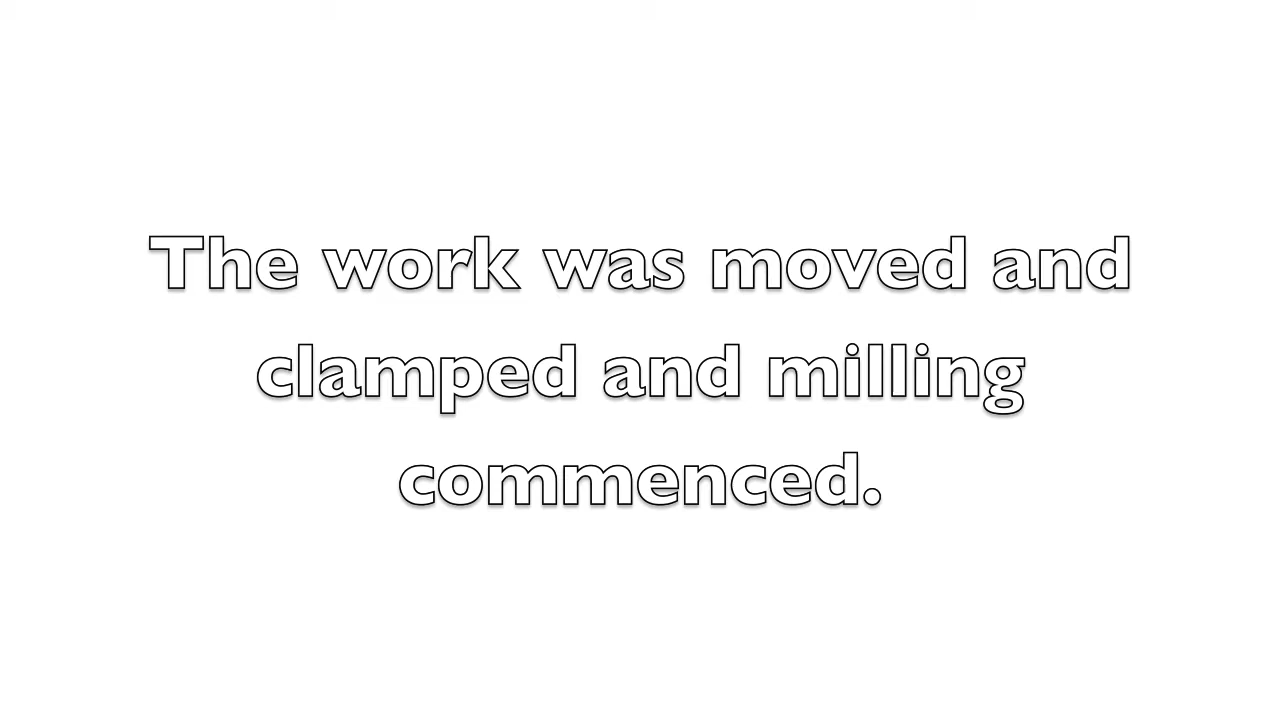 The work was moved and
clamped and milling
commenced.